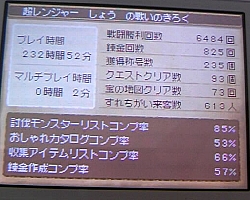 超レンジャー しょう の戦いのきろく
プレイ時間
232時間52分
マルチプレイ時間
0時間 2分
戦闘勝利回数 6484回
錬金回数 825回
獲得称号数 235個
クエストクリア数 93個
宝の地図クリア数 73回
すれちがい来客数 613人
討伐モンスターリストコンプ率 85%
おしゃれカタログコンプ率 53%
収集アイテムリストコンプ率 66%
錬金作成コンプ率 57%